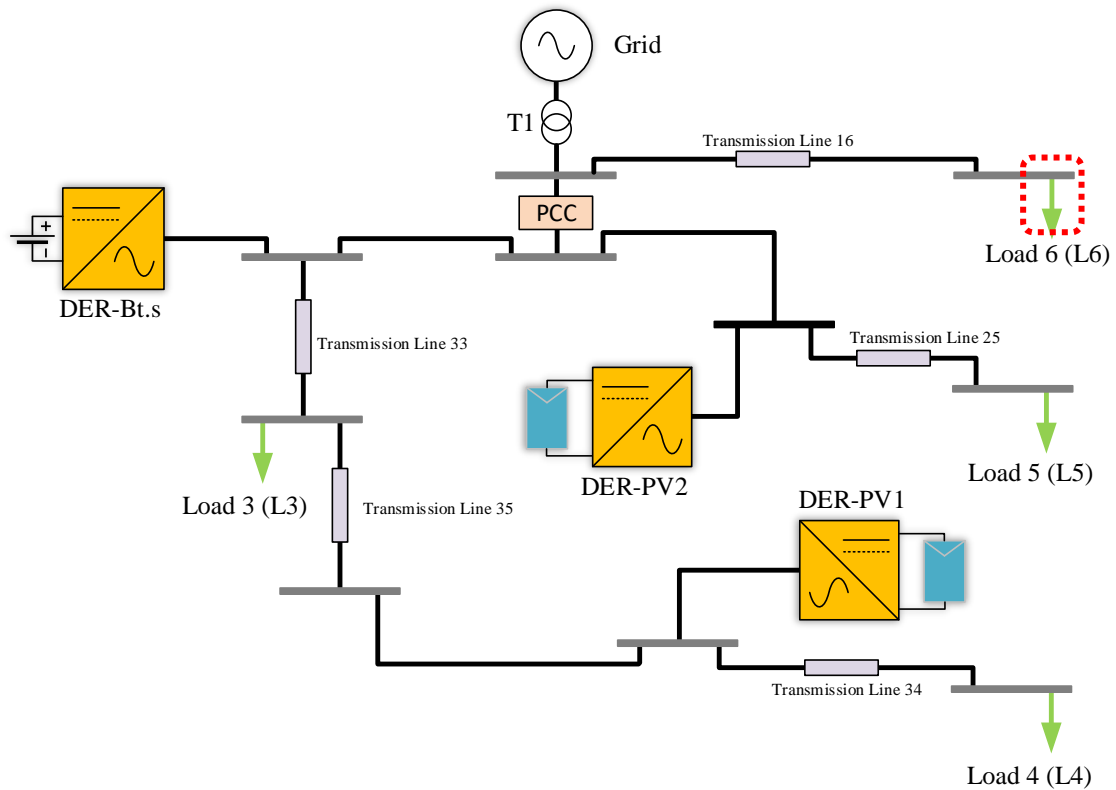 Grid
T1
Transmission Line 16
PCC
+
-
Load 6 (L6)
DER-Bt.s
Transmission Line 33
Transmission Line 25
DER-PV2
Load 5 (L5)
DER-PV1
Load 3 (L3)
Transmission Line 35
Transmission Line 34
Load 4 (L4)